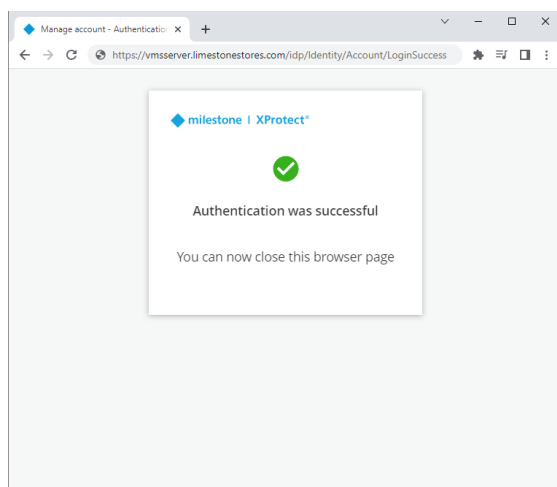 Manage account - Authentication
https://vmsserver.limestonestores.com/idp/Identity/Account/LoginSuccess
milestone | XProtect®
Authentication was successful
You can now close this browser page